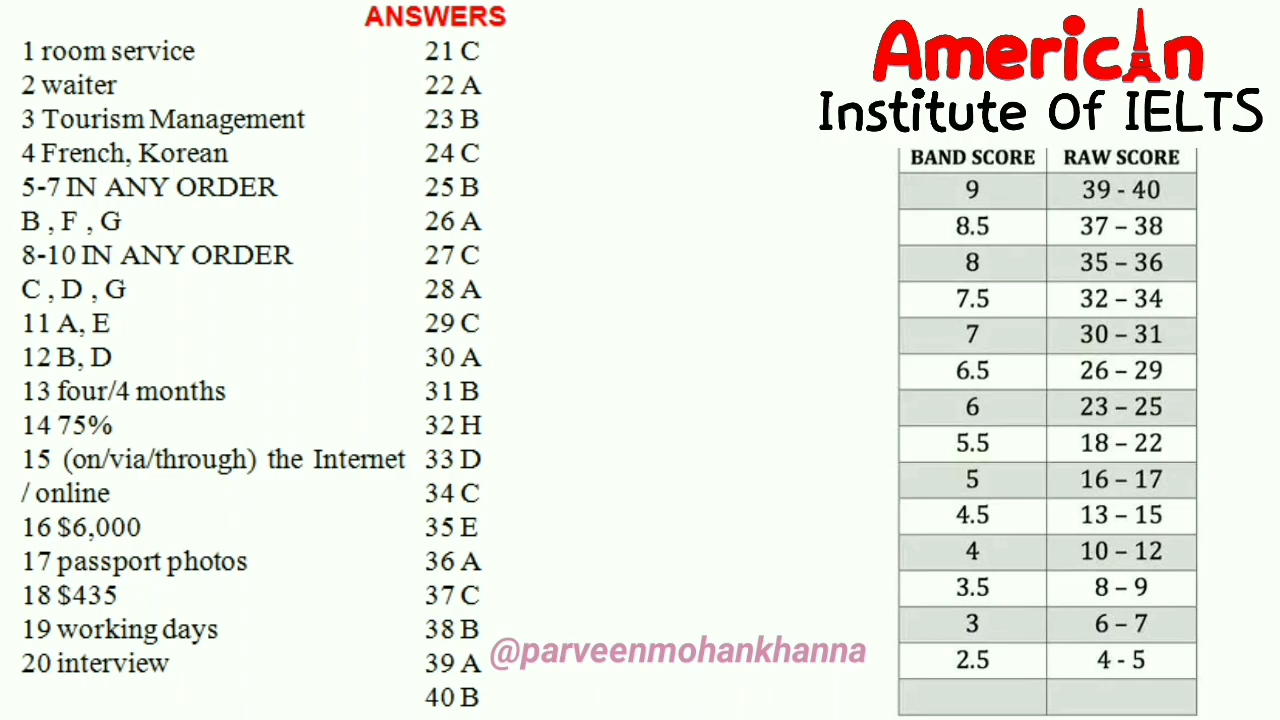 ANSWERS
1 room service
2 waiter
3 Tourism Management
4 French, Korean
5-7 IN ANY ORDER
B , F , G
8-10 IN ANY ORDER
C , D , G
11 A, E
12 B, D
13 four/4 months
14 75%
15 (on/via/through) the Internet
/ online
16 $6,000
17 passport photos
18 $435
19 working days
20 interview
21 C
22 A
23 B
24 C
25 B
26 A
27 C
28 A
29 C
30 A
31 B
32 H
33 D
34 C
35 E
36 A
37 C
38 B
39 A
40 B
@parveenmohankhanna
American
Institute Of IELTS
BAND SCORE RAW SCORE
9 39 - 40
8.5 37 – 38
8 35 – 36
7.5 32 – 34
7 30 – 31
6.5 26 – 29
6 23 – 25
5.5 18 – 22
5 16 – 17
4.5 13 – 15
4 10 – 12
3.5 8 – 9
3 6 – 7
2.5 4 - 5